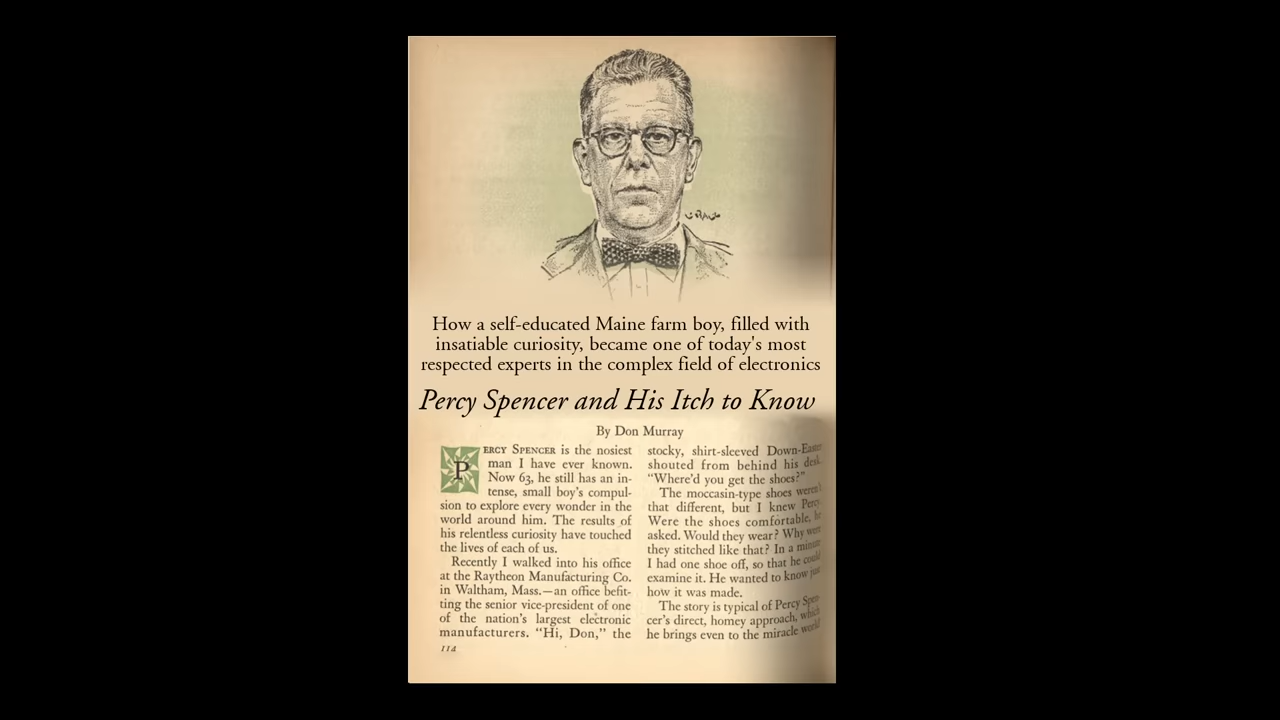 How a self-educated Maine farm boy, filled with
insatiable curiosity, became one of today's most
respected experts in the complex field of electronics
Percy Spencer and His Itch to Know
By Don Murray
PERCY SPENCER is the nosiest
man I have ever known.
Now 63, he still has an in-
tense, small boy's compul-
sion to explore every wonder in the
world around him. The results of
his relentless curiosity have touched
the lives of each of us.
Recently I walked into his office
at the Raytheon Manufacturing Co.
in Waltham, Mass.—an office befit-
ting the senior vice-president of one
of the nation's largest electronic
manufacturers. “Hi, Don,” the
114
stocky, shirt-sleeved Down-Easter
shouted from behind his desk.
“Where'd you get the shoes?”
The moccasin-type shoes weren't
that different, but I knew Percy.
Were the shoes comfortable, he
asked. Would they wear? Why were
they stitched like that? In a minute
I had one shoe off, so that he could
examine it. He wanted to know just
how it was made.
The story is typical of Percy Spen-
cer's direct, homey approach, which
he brings even to the miracle world